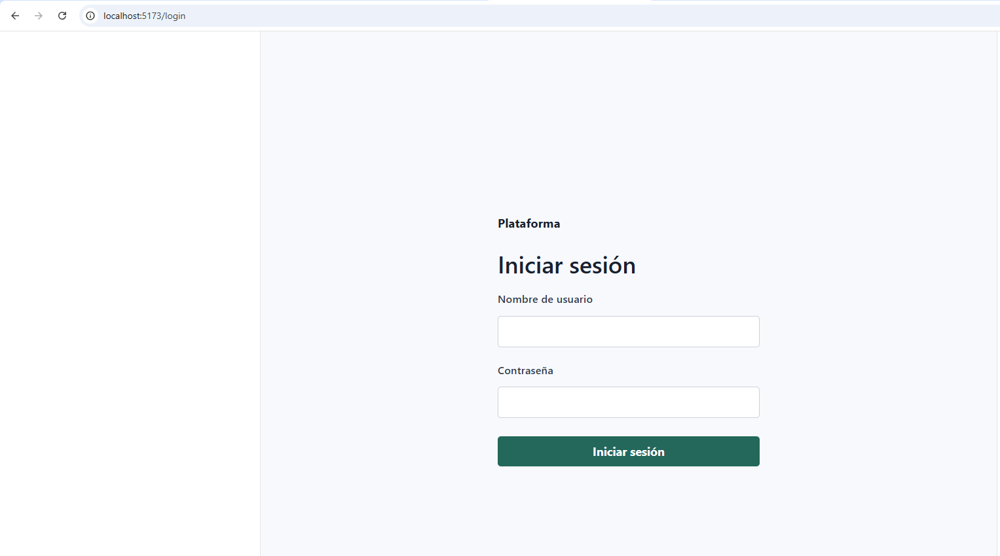 localhost:5173/login
Plataforma
Iniciar sesión
Nombre de usuario
Contraseña
Iniciar sesión